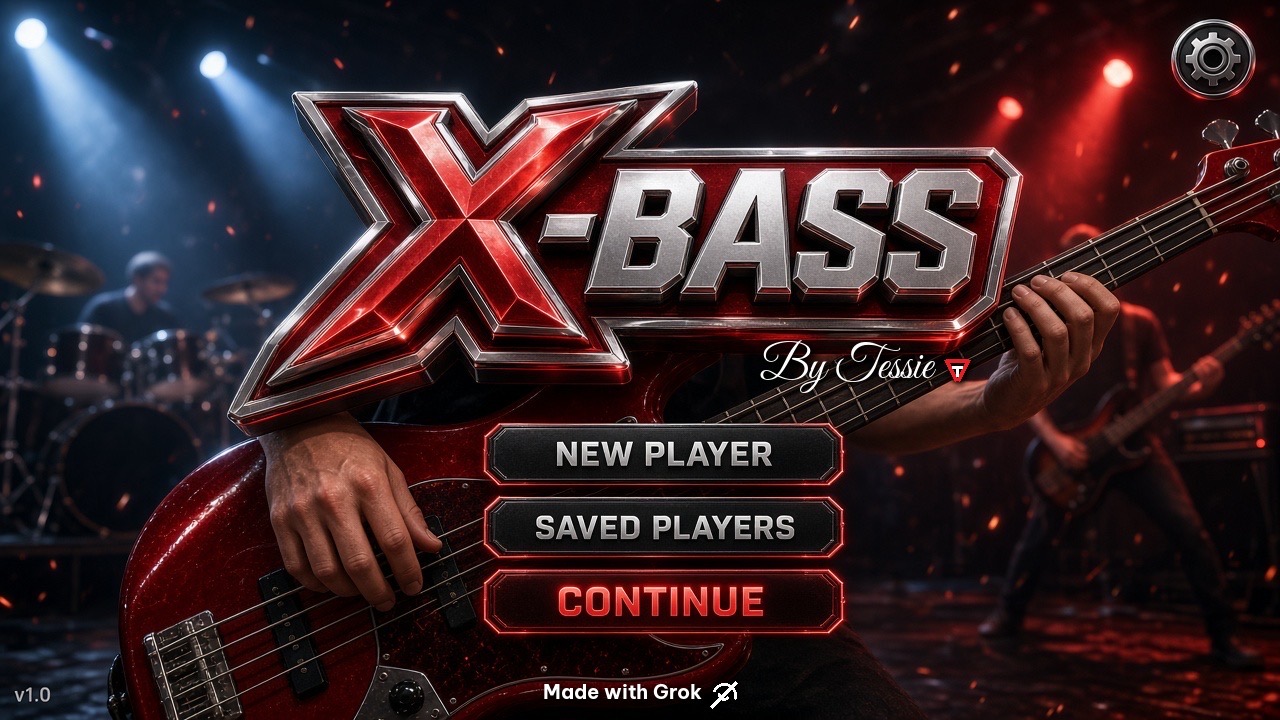 X-BASS
By Tessie T
NEW PLAYER
SAVED PLAYERS
CONTINUE
v1.0
Made with Grok